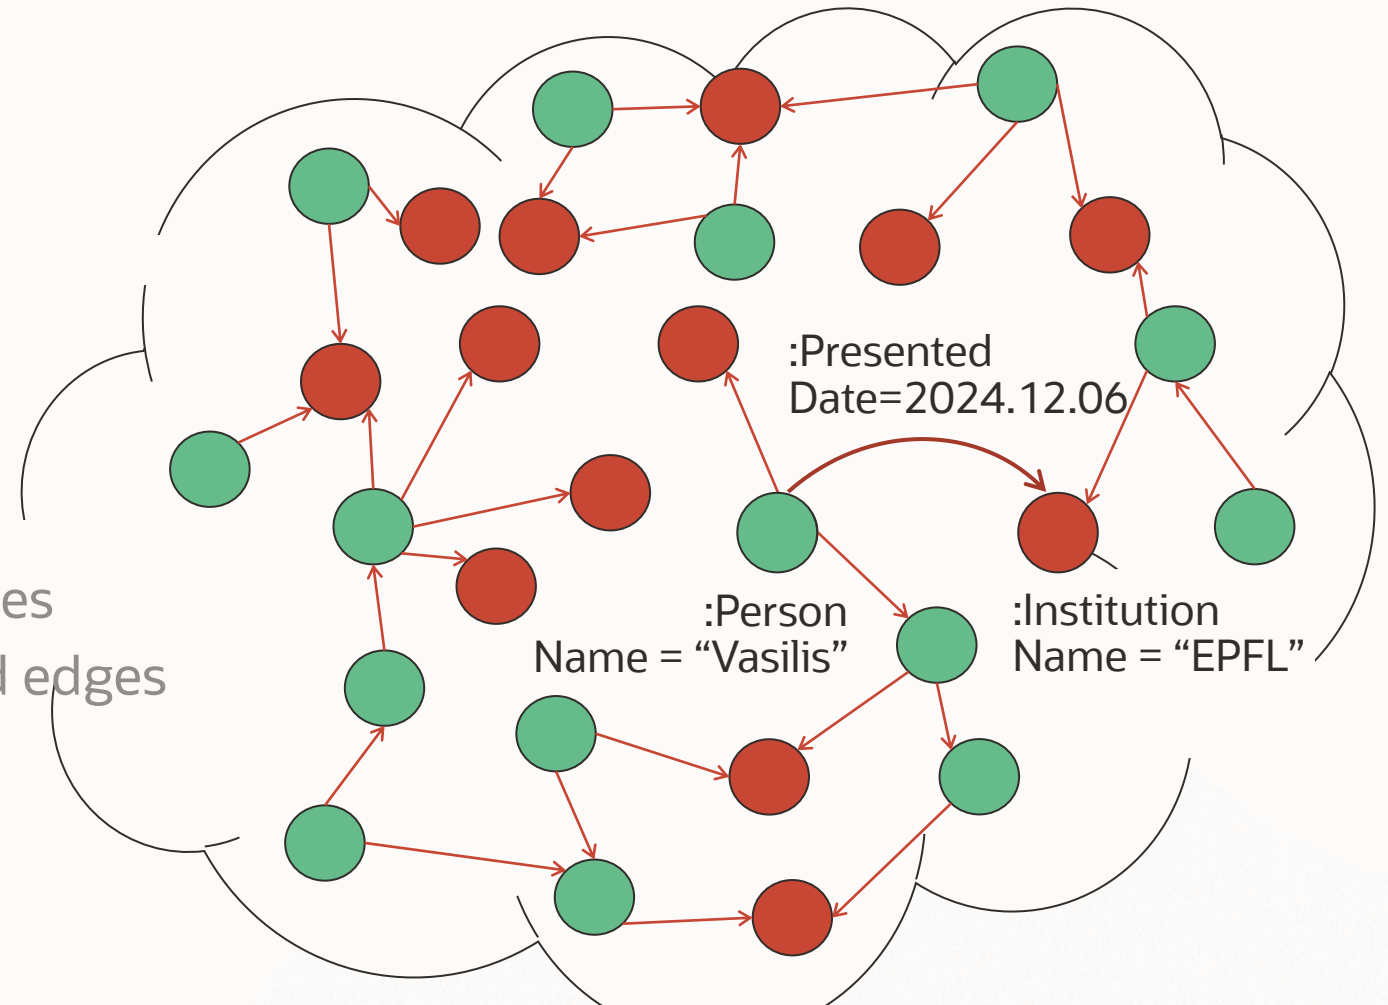 :Presented
Date=2024.12.06
es
d edges
:Person
Name = “Vasilis”
:Institution
Name = “EPFL”